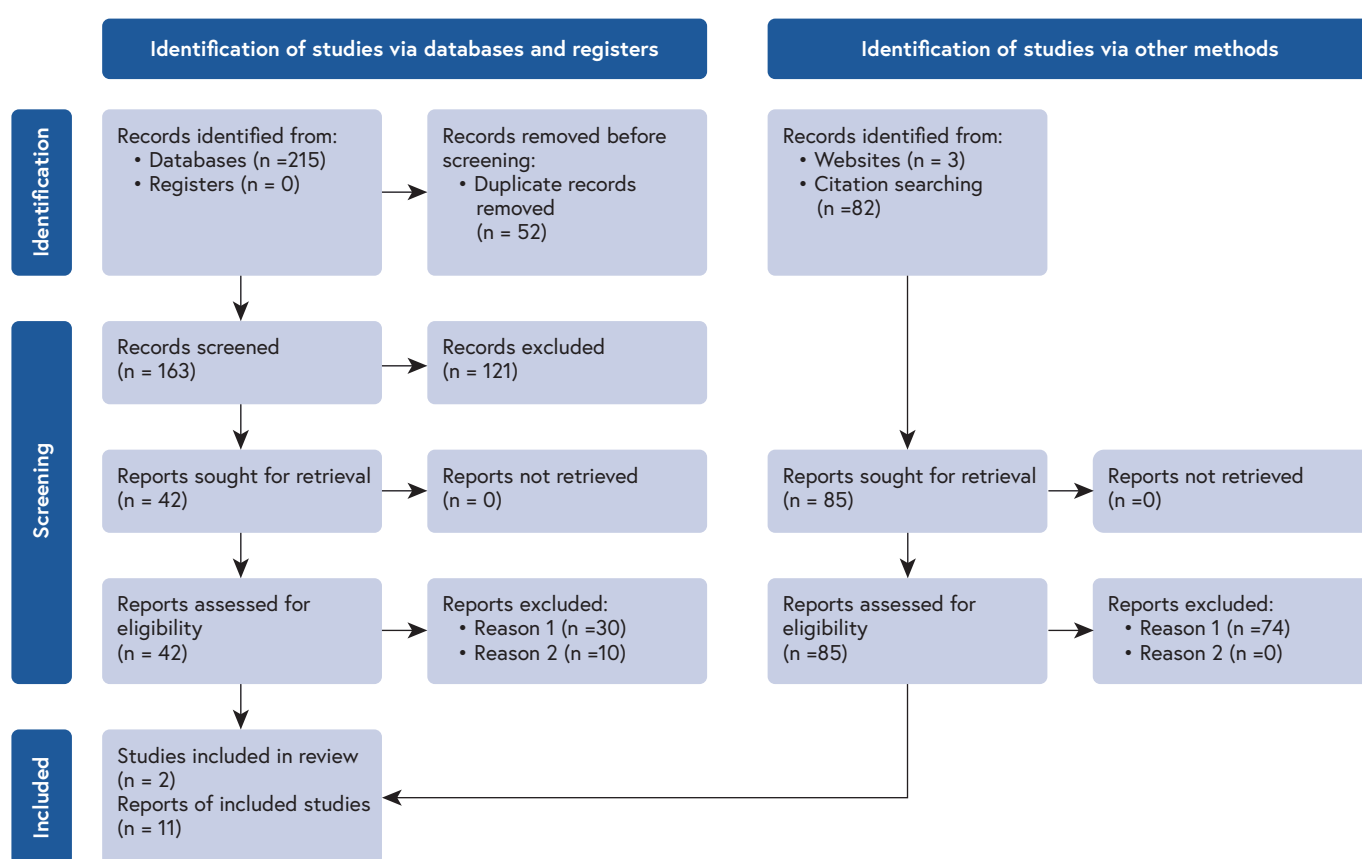 Identification of studies via databases and registers
Identification of studies via other methods
Identification
Records identified from:
• Databases (n =215)
• Registers (n = 0)
Records removed before
screening:
• Duplicate records
removed
(n = 52)
Records identified from:
• Websites (n = 3)
• Citation searching
(n =82)
Screening
Records screened
(n = 163)
Records excluded
(n = 121)
Reports sought for retrieval
(n = 42)
Reports not retrieved
(n = 0)
Reports sought for retrieval
(n = 85)
Reports not retrieved
(n =0)
Reports assessed for
eligibility
(n = 42)
Reports excluded:
• Reason 1 (n =30)
• Reason 2 (n =10)
Reports assessed for
eligibility
(n =85)
Reports excluded:
• Reason 1 (n =74)
• Reason 2 (n =0)
Included
Studies included in review
(n = 2)
Reports of included studies
(n = 11)